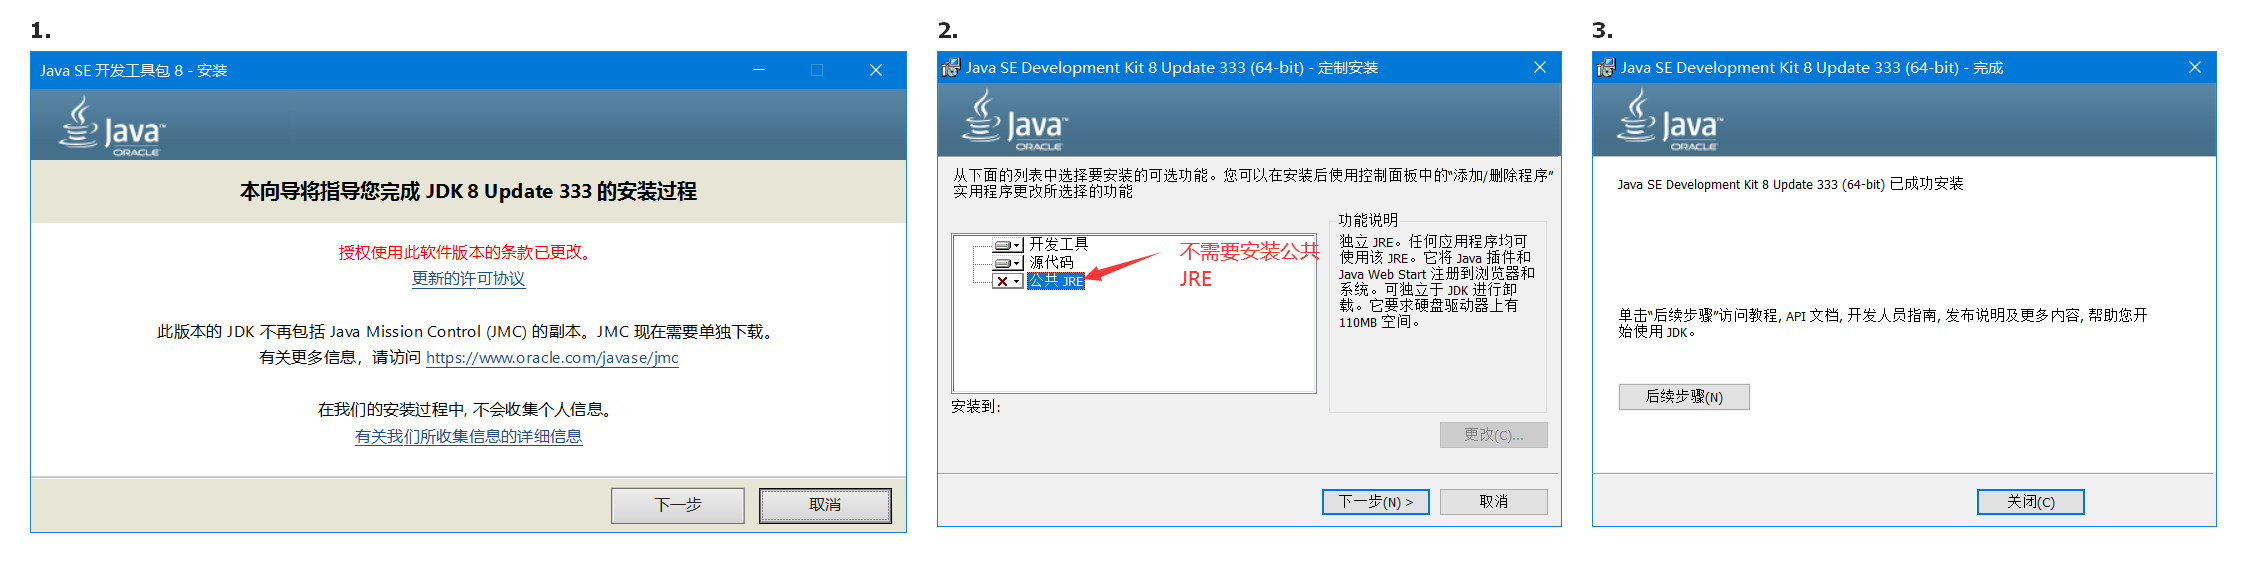 1.
Java SE 开发工具包 8 - 安装
Java™
ORACLE
本向导将指导您完成 JDK 8 Update 333 的安装过程
授权使用此软件版本的条款已更改。
更新的许可协议
此版本的 JDK 不再包括 Java Mission Control (JMC) 的副本。JMC 现在需要单独下载。
有关更多信息，请访问 https://www.oracle.com/javase/jmc
在我们的安装过程中, 不会收集个人信息。
有关我们所收集信息的详细信息
下一步
取消
2.
Java SE Development Kit 8 Update 333 (64-bit) - 定制安装
Java™
ORACLE
从下面的列表中选择要安装的可选功能。您可以在安装后使用控制面板中的“添加/删除程序”
实用程序更改所选择的功能
开发工具
源代码
公共 JRE
不需要安装公共
JRE
功能说明
独立 JRE。任何应用程序均可
使用该 JRE。它将 Java 插件和
Java Web Start 注册到浏览器和
系统。可独立于 JDK 进行卸
载。它要求硬盘驱动器上有
110MB 空间。
安装到:
更改(C)...
下一步(N) >
取消
3.
Java SE Development Kit 8 Update 333 (64-bit) - 完成
Java™
ORACLE
Java SE Development Kit 8 Update 333 (64-bit) 已成功安装
单击“后续步骤”访问教程, API 文档, 开发人员指南, 发布说明及更多内容, 帮助您开
始使用 JDK。
后续步骤(N)
关闭(C)